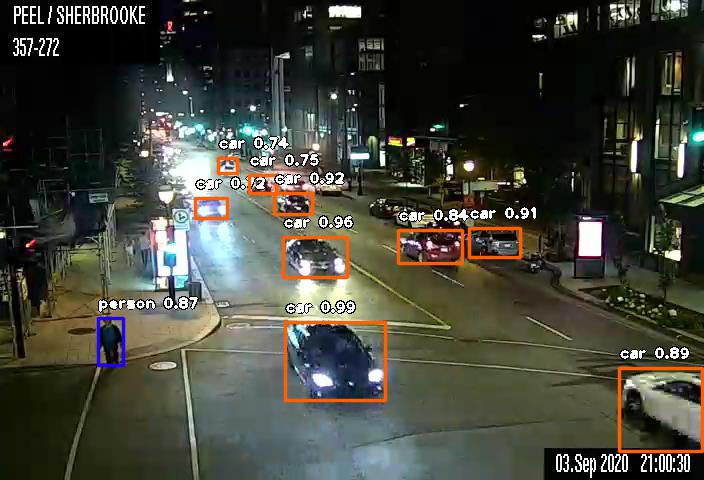 PEEL / SHERBROOKE
357-272
car 0.74
car 0.75
car 0.72
car 0.92
car 0.84
car 0.91
car 0.96
person 0.87
car 0.99
car 0.89
03.Sep 2020 21:00:30